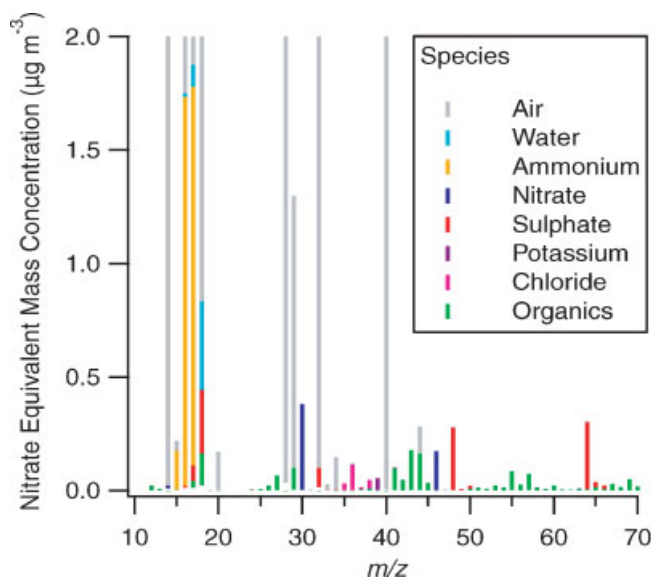 Nitrate Equivalent Mass Concentration (µg m⁻³)
2.0
1.5
1.0
0.5
0.0
Species
Air
Water
Ammonium
Nitrate
Sulphate
Potassium
Chloride
Organics
10 20 30 40 50 60 70
m/z